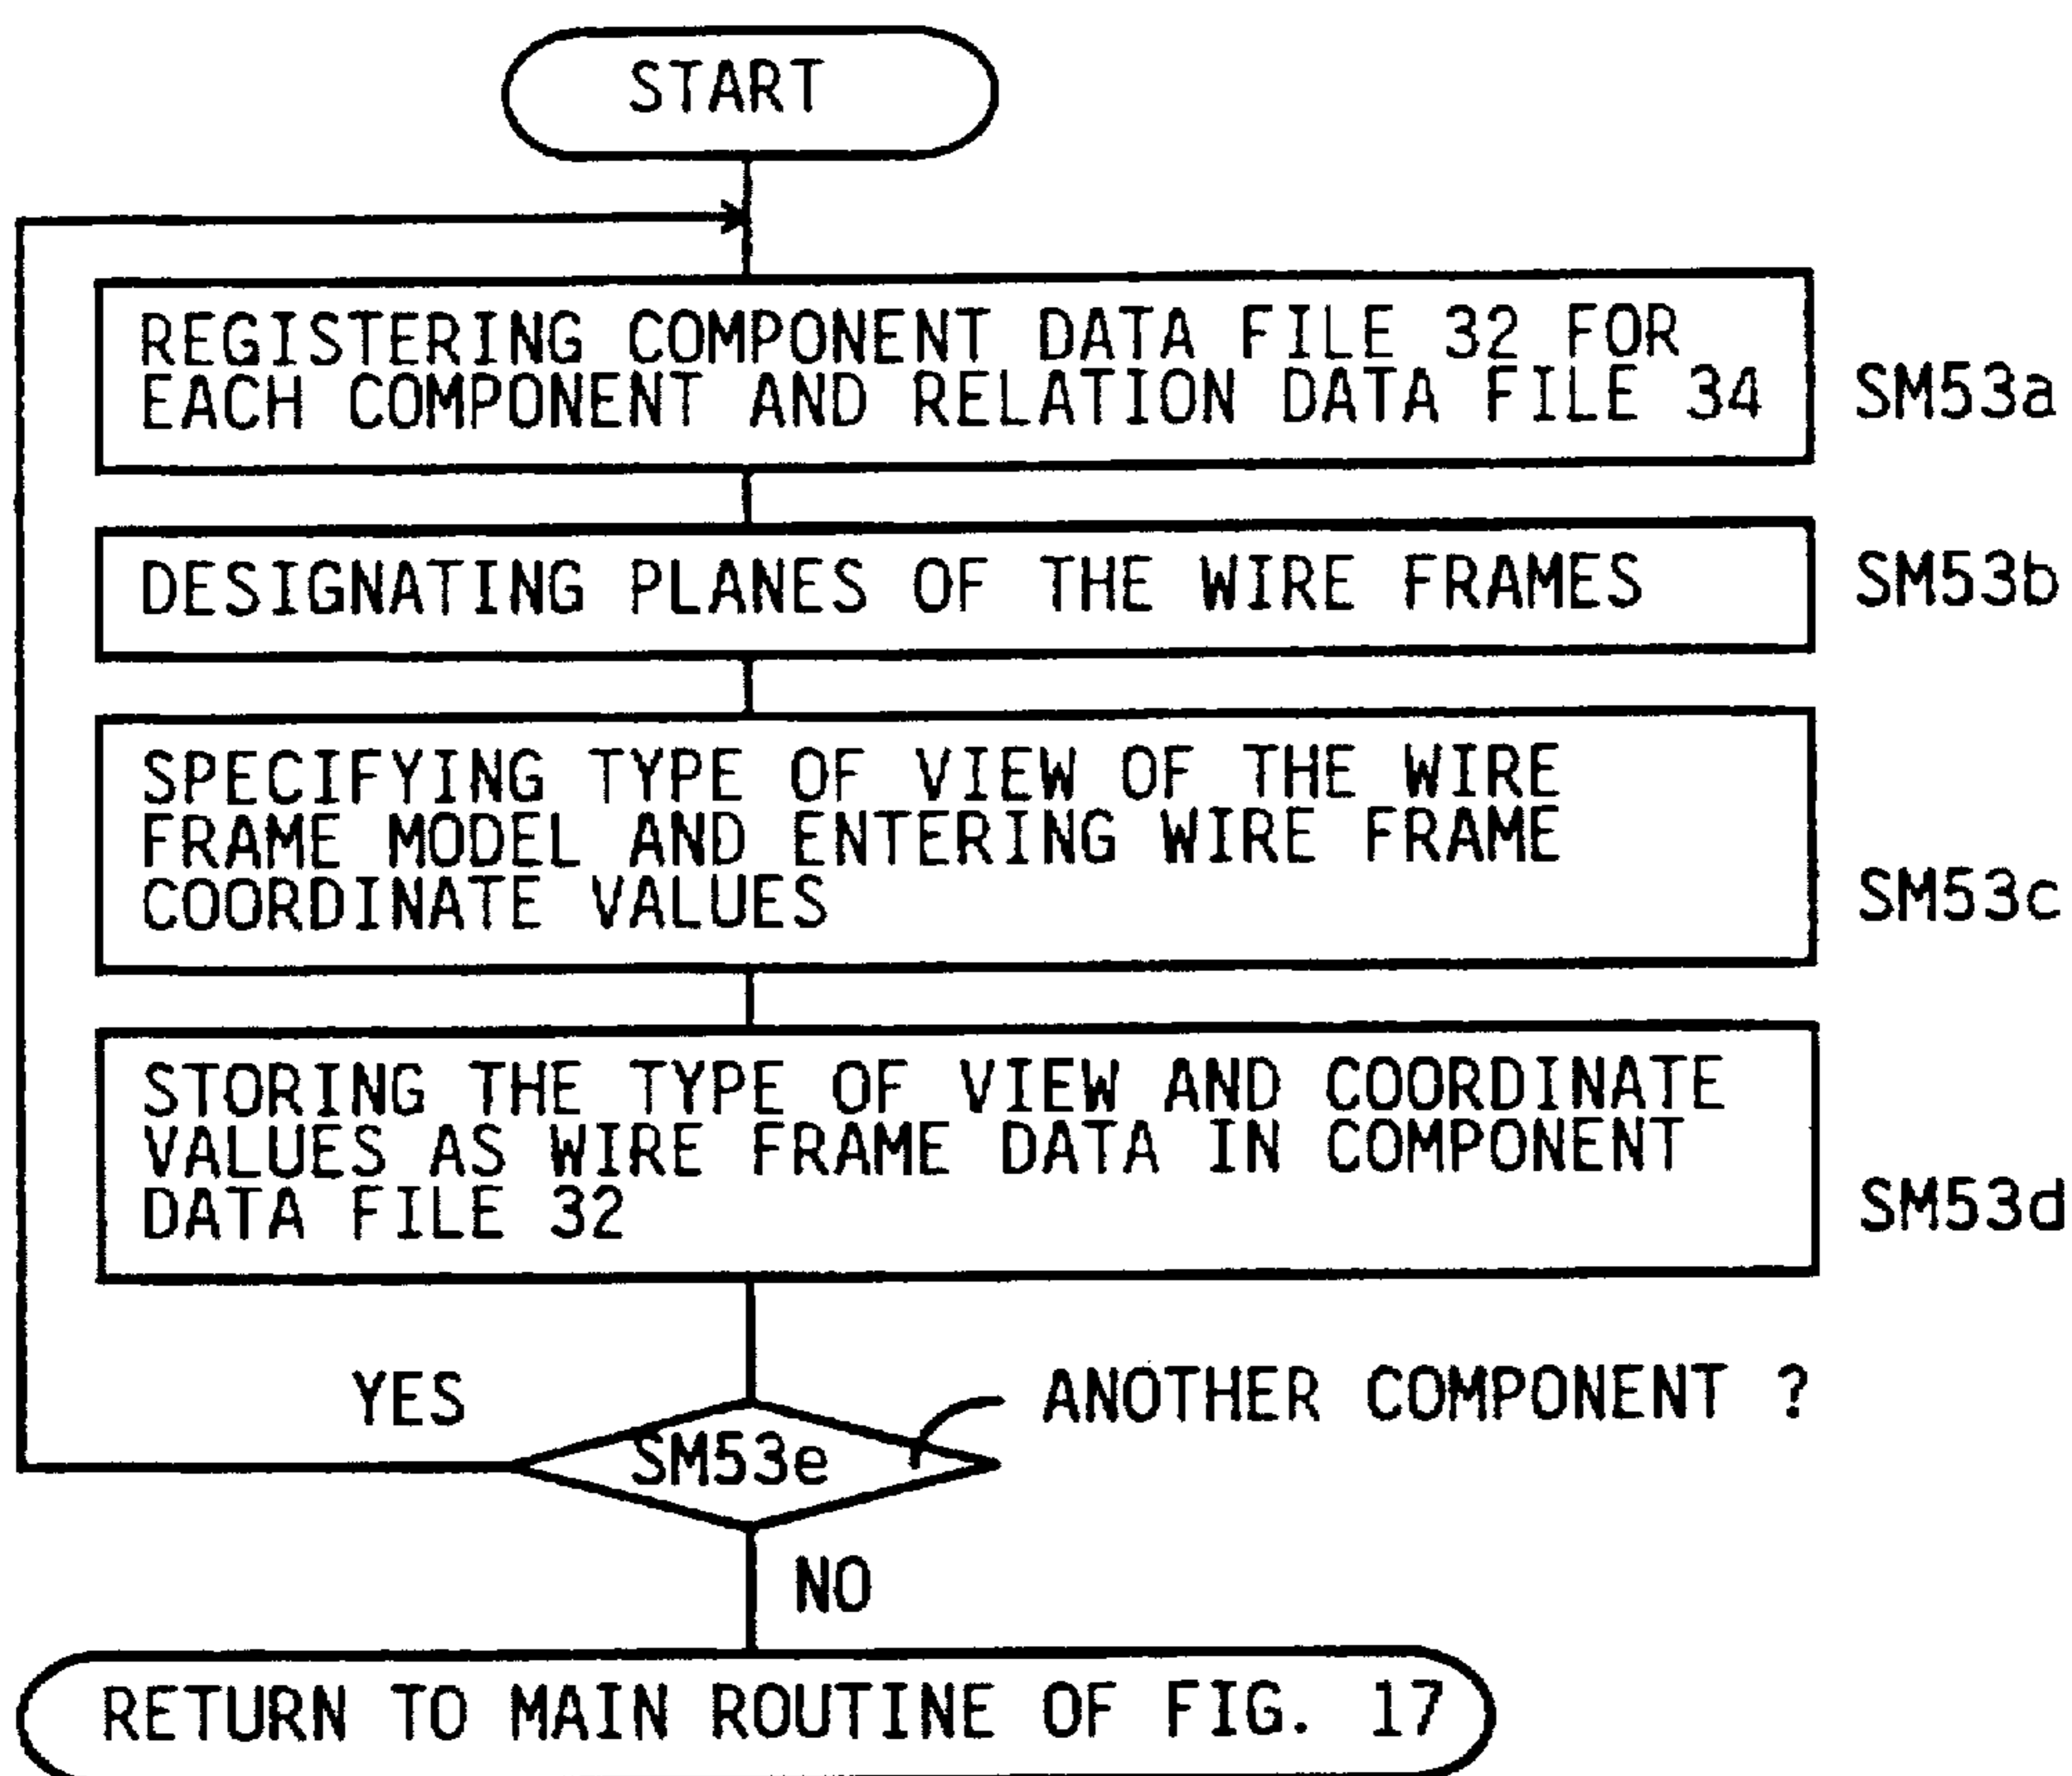 START
REGISTERING COMPONENT DATA FILE 32 FOR
EACH COMPONENT AND RELATION DATA FILE 34
SM53a
DESIGNATING PLANES OF THE WIRE FRAMES
SM53b
SPECIFYING TYPE OF VIEW OF THE WIRE
FRAME MODEL AND ENTERING WIRE FRAME
COORDINATE VALUES
SM53c
STORING THE TYPE OF VIEW AND COORDINATE
VALUES AS WIRE FRAME DATA IN COMPONENT
DATA FILE 32
SM53d
YES
ANOTHER COMPONENT ?
SM53e
NO
RETURN TO MAIN ROUTINE OF FIG. 17